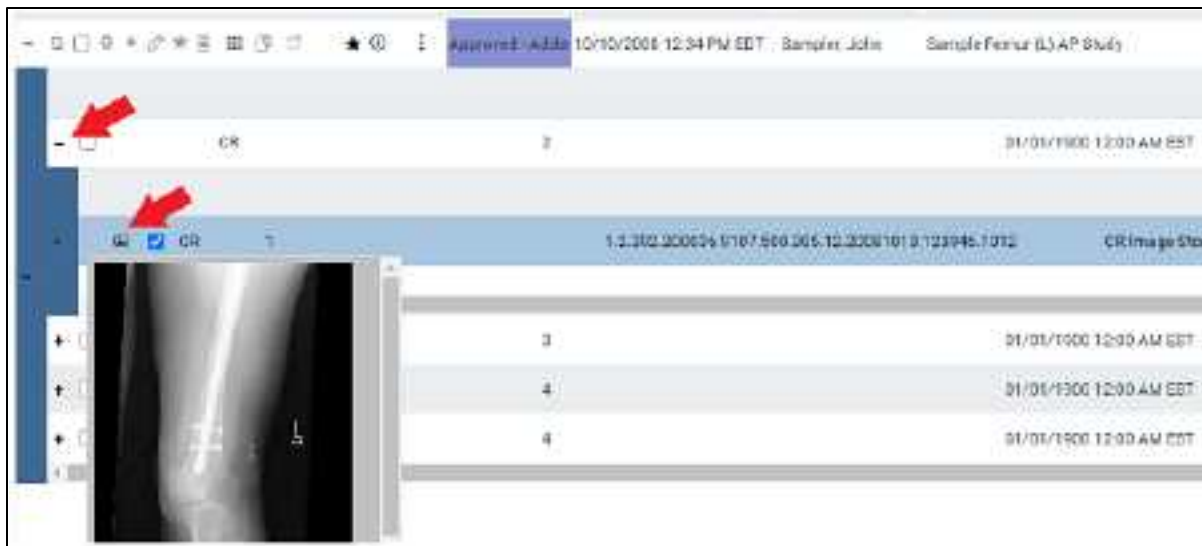 Approved - Adde 10/10/2008 12:34 PM EDT Sample, John Sample Femur (L) AP Study
CR 2 01/01/1900 12:00 AM EST
CR 1 CR Image Sto
L
3 01/01/1900 12:00 AM EST
4 01/01/1900 12:00 AM EST
4 01/01/1900 12:00 AM EST